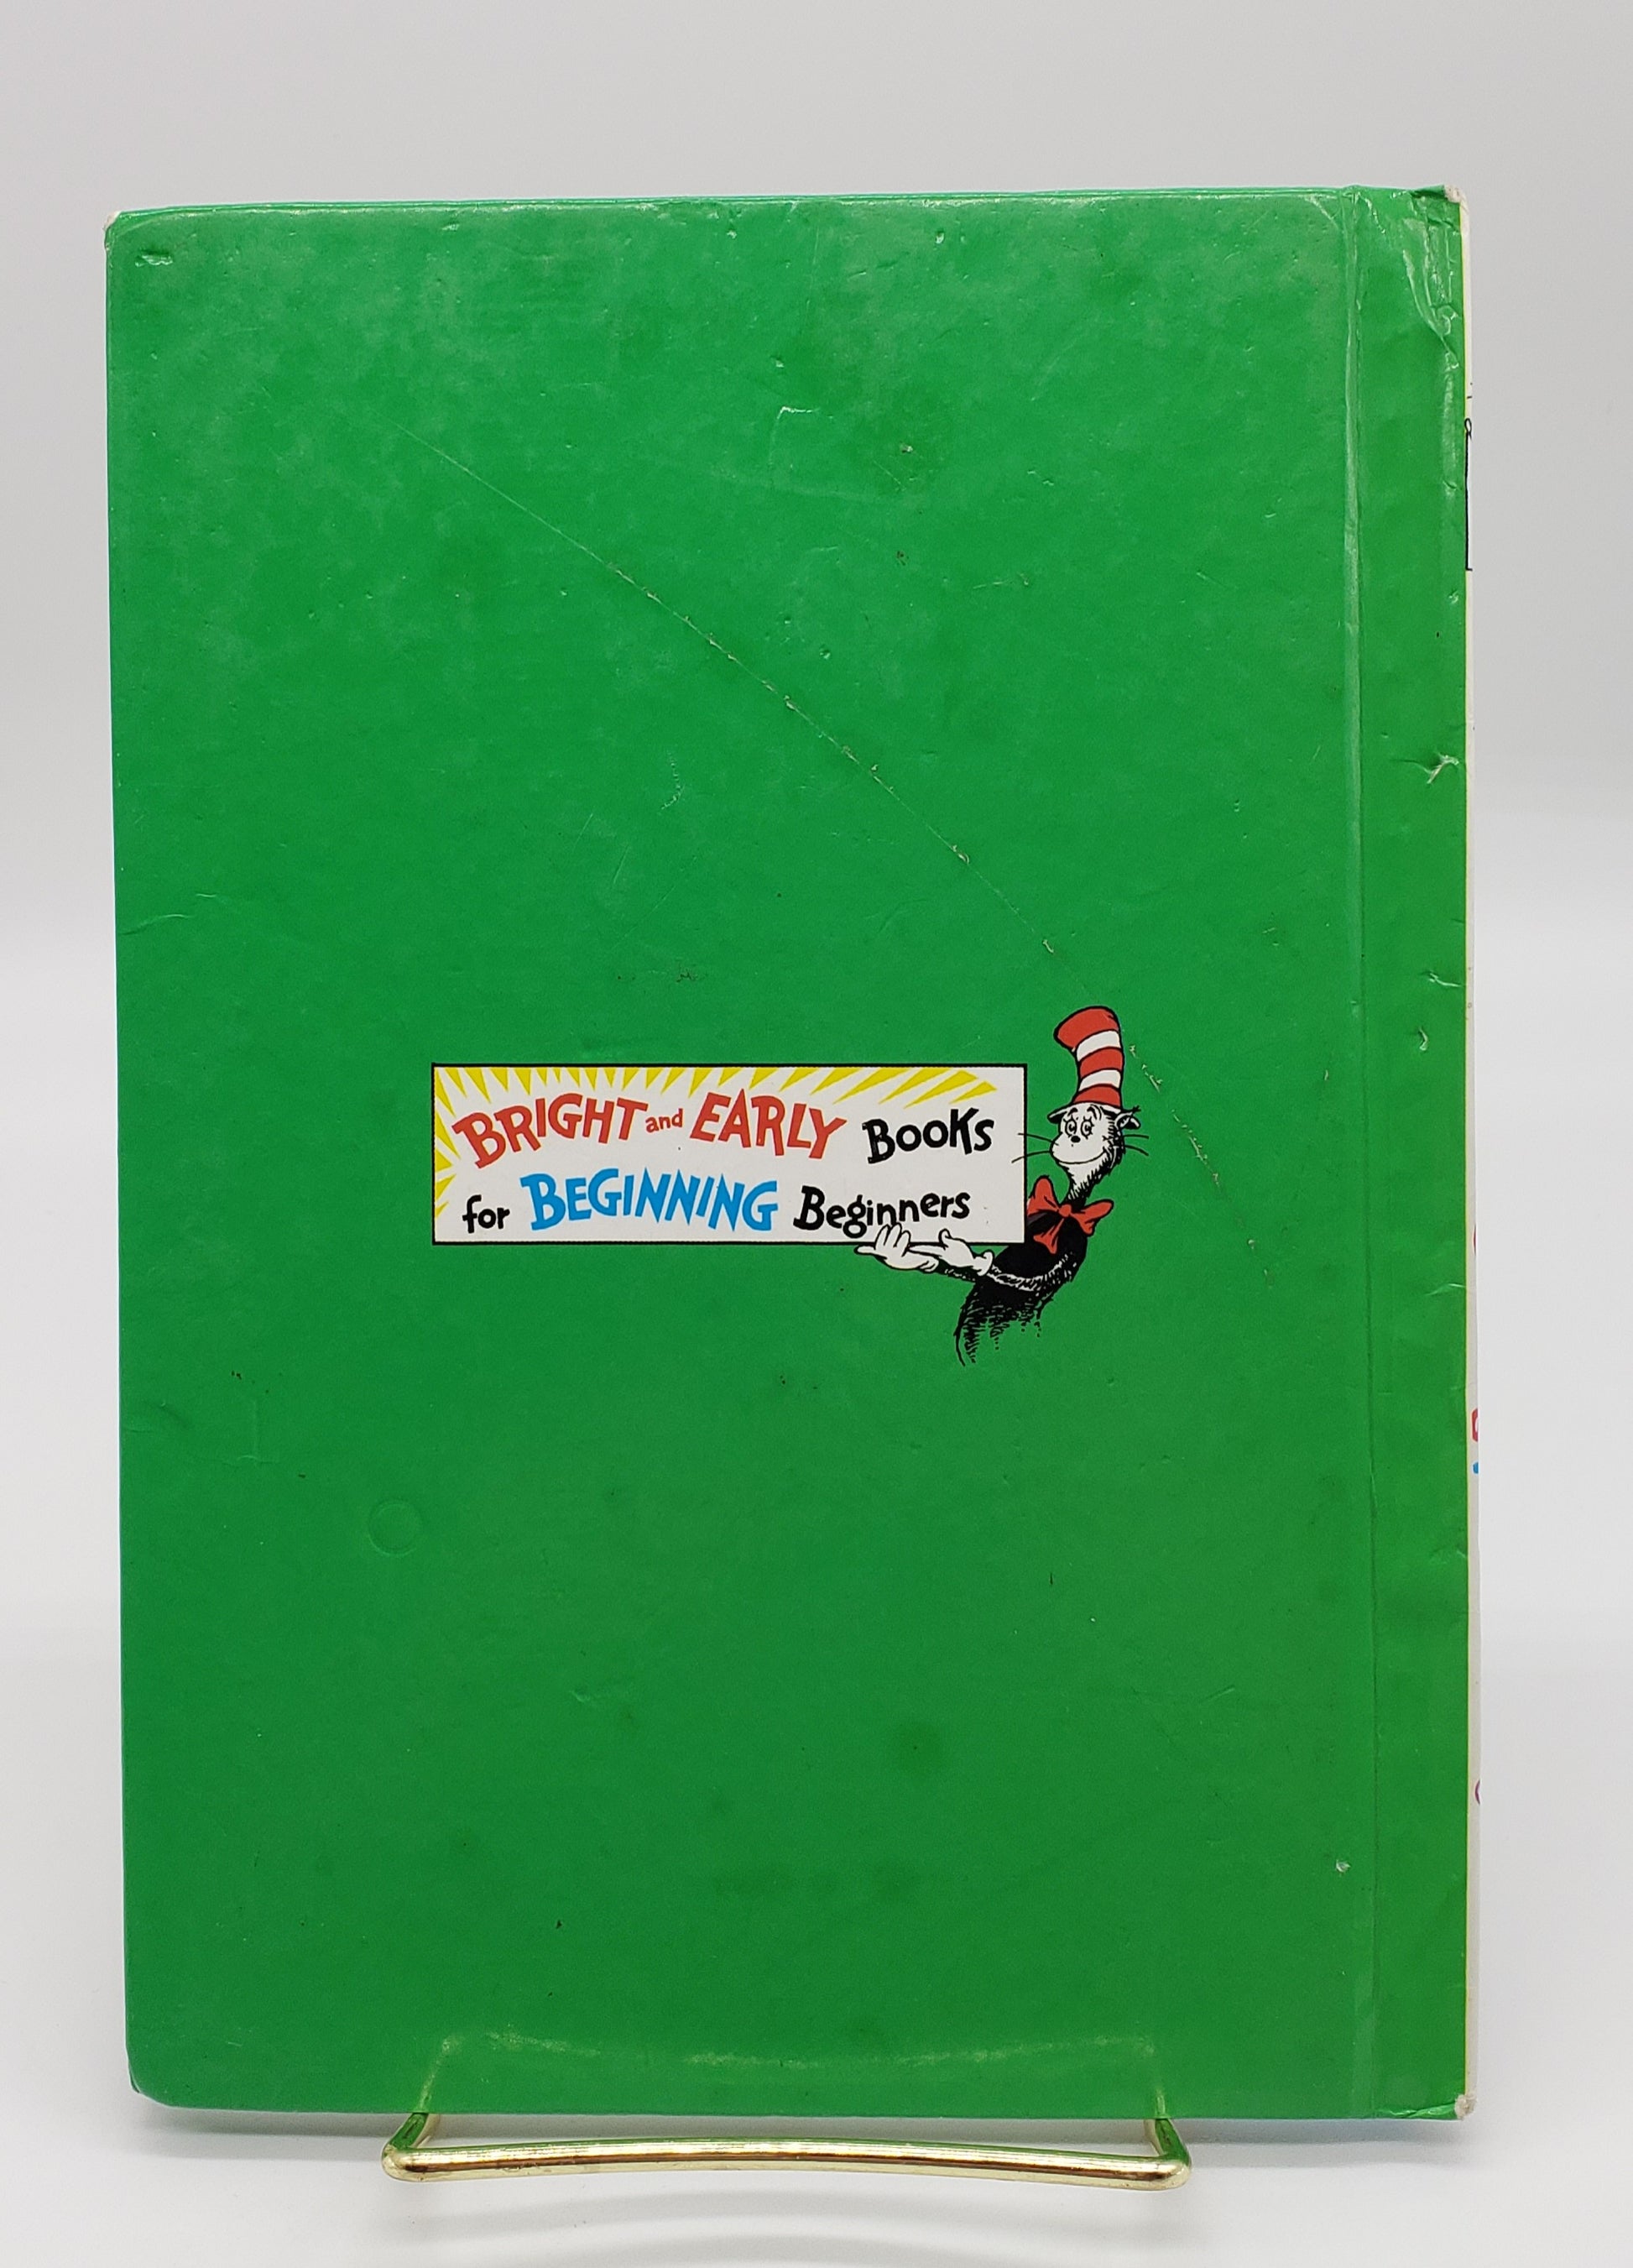 BRIGHT and EARLY BOOKS
for BEGINNING Beginners